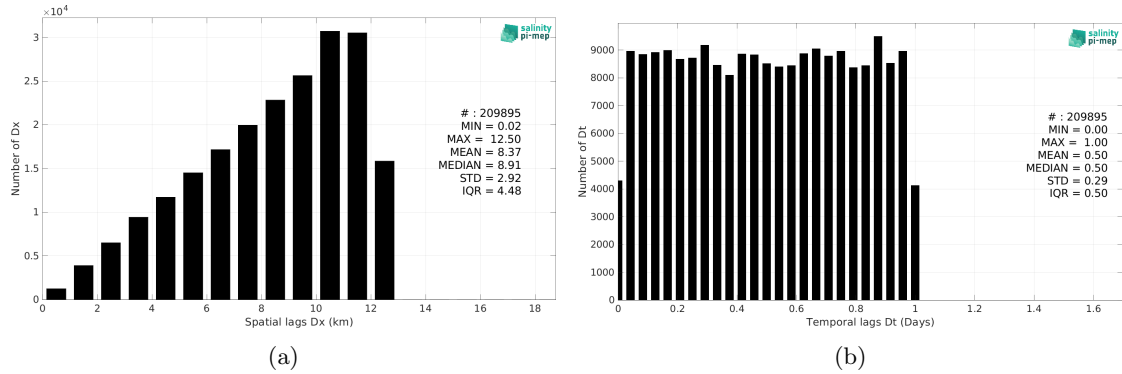 ×10⁴
3
2.5
2
1.5
1
0.5
0
Number of Dx
0 2 4 6 8 10 12 14 16 18
Spatial lags Dx (km)
salinity
pi-mep
# : 209895
MIN = 0.02
MAX = 12.50
MEAN = 8.37
MEDIAN = 8.91
STD = 2.92
IQR = 4.48
(a)
9000
8000
7000
6000
5000
4000
3000
2000
1000
0
Number of Dt
0 0.2 0.4 0.6 0.8 1 1.2 1.4 1.6
Temporal lags Dt (Days)
salinity
pi-mep
# : 209895
MIN = 0.00
MAX = 1.00
MEAN = 0.50
MEDIAN = 0.50
STD = 0.29
IQR = 0.50
(b)